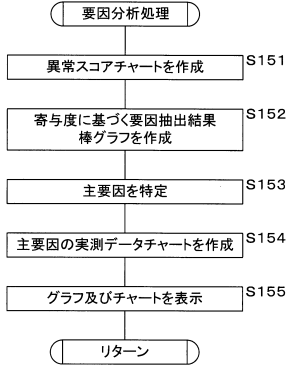 要因分析処理
異常スコアチャートを作成
S151
寄与度に基づく要因抽出結果
棒グラフを作成
S152
主要因を特定
S153
主要因の実測データチャートを作成
S154
グラフ及びチャートを表示
S155
リターン